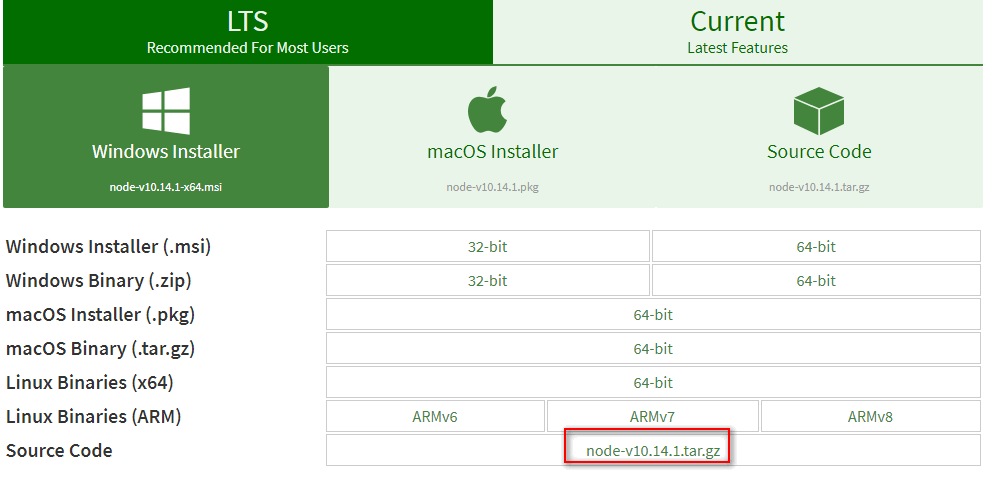 LTS
Recommended For Most Users
Current
Latest Features
Windows Installer
node-v10.14.1-x64.msi
macOS Installer
node-v10.14.1.pkg
Source Code
node-v10.14.1.tar.gz
Windows Installer (.msi) 32-bit 64-bit
Windows Binary (.zip) 32-bit 64-bit
macOS Installer (.pkg) 64-bit
macOS Binary (.tar.gz) 64-bit
Linux Binaries (x64) 64-bit
Linux Binaries (ARM) ARMv6 ARMv7 ARMv8
Source Code node-v10.14.1.tar.gz